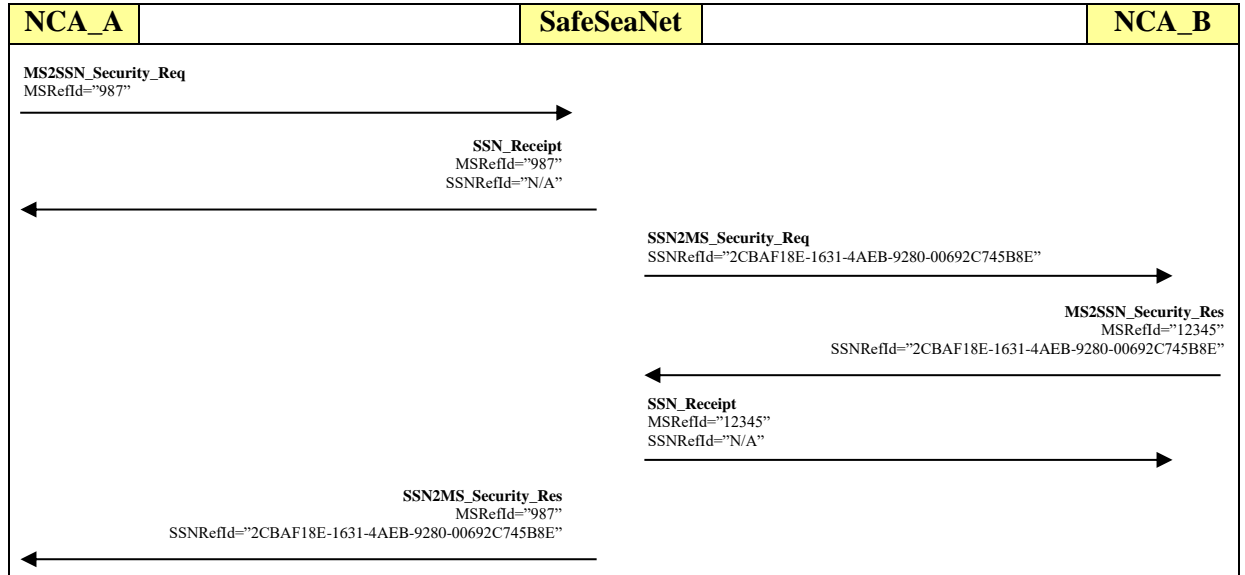 NCA_A
SafeSeaNet
NCA_B
MS2SSN_Security_Req
MSRefId=”987”
SSN_Receipt
MSRefId=”987”
SSNRefId=”N/A”
SSN2MS_Security_Req
SSNRefId=”2CBAF18E-1631-4AEB-9280-00692C745B8E”
MS2SSN_Security_Res
MSRefId=”12345”
SSNRefId=”2CBAF18E-1631-4AEB-9280-00692C745B8E”
SSN_Receipt
MSRefId=”12345”
SSNRefId=”N/A”
SSN2MS_Security_Res
MSRefId=”987”
SSNRefId=”2CBAF18E-1631-4AEB-9280-00692C745B8E”